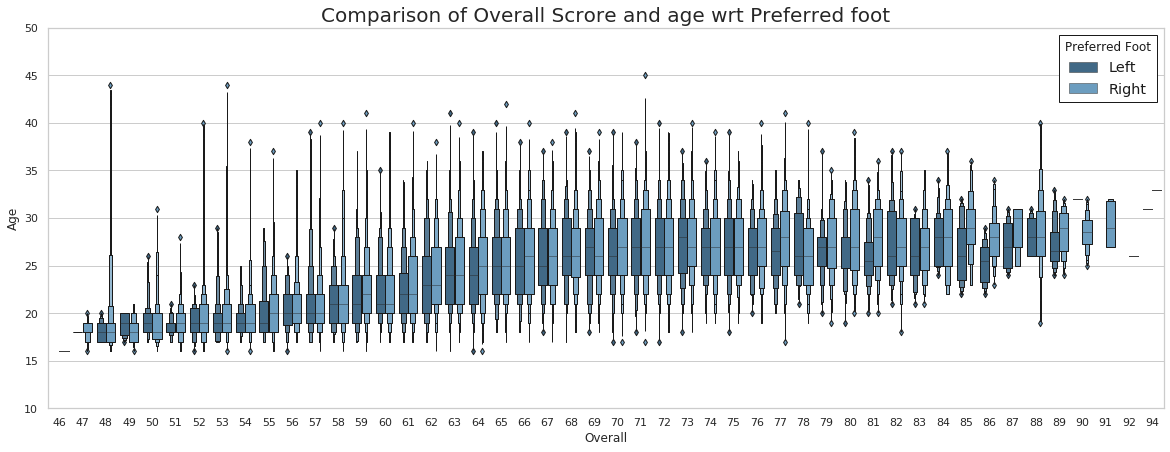 Comparison of Overall Scrore and age wrt Preferred foot
50
45
40
35
30
25
20
15
10
Age
Preferred Foot
Left
Right
46 47 48 49 50 51 52 53 54 55 56 57 58 59 60 61 62 63 64 65 66 67 68 69 70 71 72 73 74 75 76 77 78 79 80 81 82 83 84 85 86 87 88 89 90 91 92 94
Overall